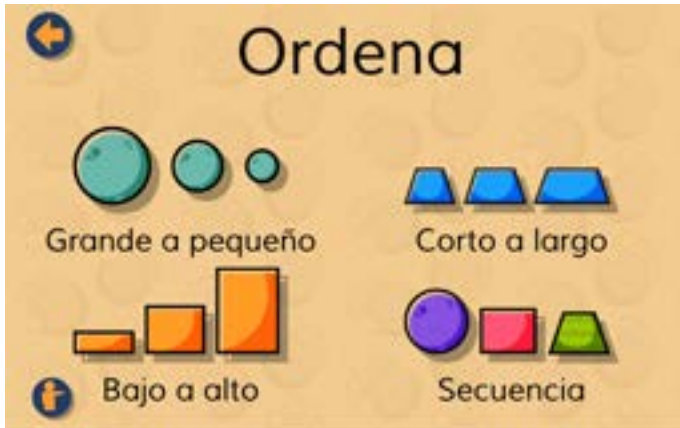 Ordena
Grande a pequeño
Corto a largo
Bajo a alto
Secuencia